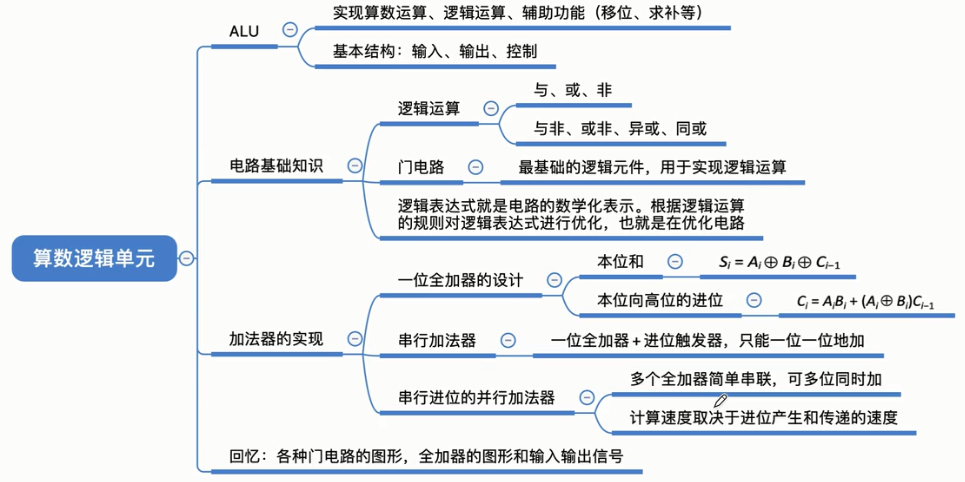 算数逻辑单元
ALU
实现算数运算、逻辑运算、辅助功能（移位、求补等）
基本结构：输入、输出、控制
电路基础知识
逻辑运算
与、或、非
与非、或非、异或、同或
门电路
最基础的逻辑元件，用于实现逻辑运算
逻辑表达式就是电路的数学化表示。根据逻辑运算
的规则对逻辑表达式进行优化，也就是在优化电路
加法器的实现
一位全加器的设计
本位和
Sᵢ = Aᵢ ⊕ Bᵢ ⊕ Cᵢ₋₁
本位向高位的进位
Cᵢ = AᵢBᵢ + (Aᵢ ⊕ Bᵢ)Cᵢ₋₁
串行加法器
一位全加器 + 进位触发器，只能一位一位地加
串行进位的并行加法器
多个全加器简单串联，可多位同时加
计算速度取决于进位产生和传递的速度
回忆：各种门电路的图形，全加器的图形和输入输出信号